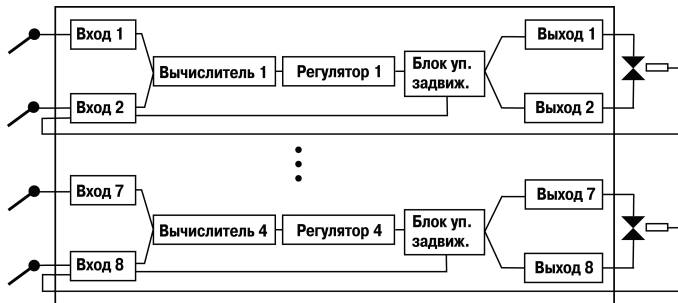 Вход 1
Выход 1
Вычислитель 1
Регулятор 1
Блок уп.
задвиж.
Вход 2
Выход 2
Вход 7
Выход 7
Вычислитель 4
Регулятор 4
Блок уп.
задвиж.
Вход 8
Выход 8